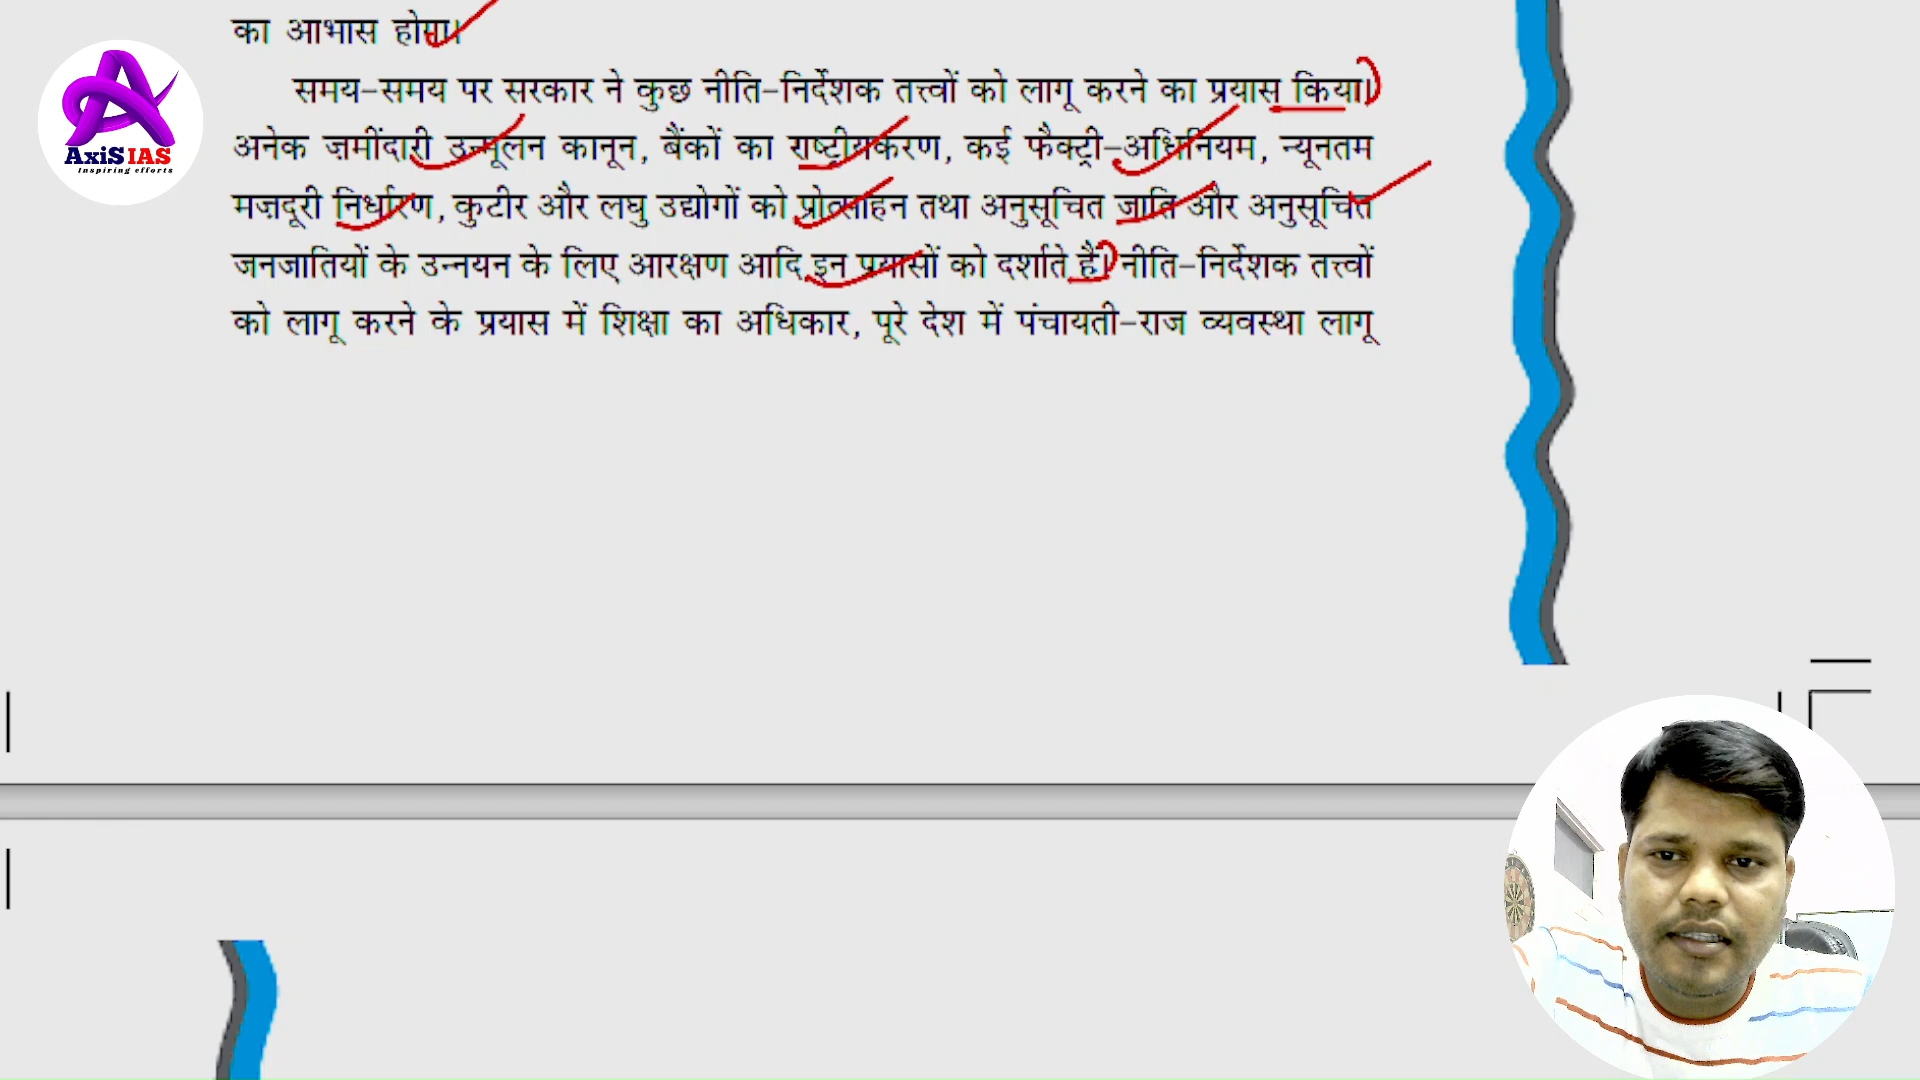 का आभास होगा।
AxiS IAS
Inspiring efforts
समय-समय पर सरकार ने कुछ नीति-निर्देशक तत्त्वों को लागू करने का प्रयास किया।
अनेक ज़मींदारी उन्मूलन कानून, बैंकों का राष्ट्रीयकरण, कई फैक्ट्री-अधिनियम, न्यूनतम
मज़दूरी निर्धारण, कुटीर और लघु उद्योगों को प्रोत्साहन तथा अनुसूचित जाति और अनुसूचित
जनजातियों के उन्नयन के लिए आरक्षण आदि इन प्रयासों को दर्शाते हैं। नीति-निर्देशक तत्त्वों
को लागू करने के प्रयास में शिक्षा का अधिकार, पूरे देश में पंचायती-राज व्यवस्था लागू